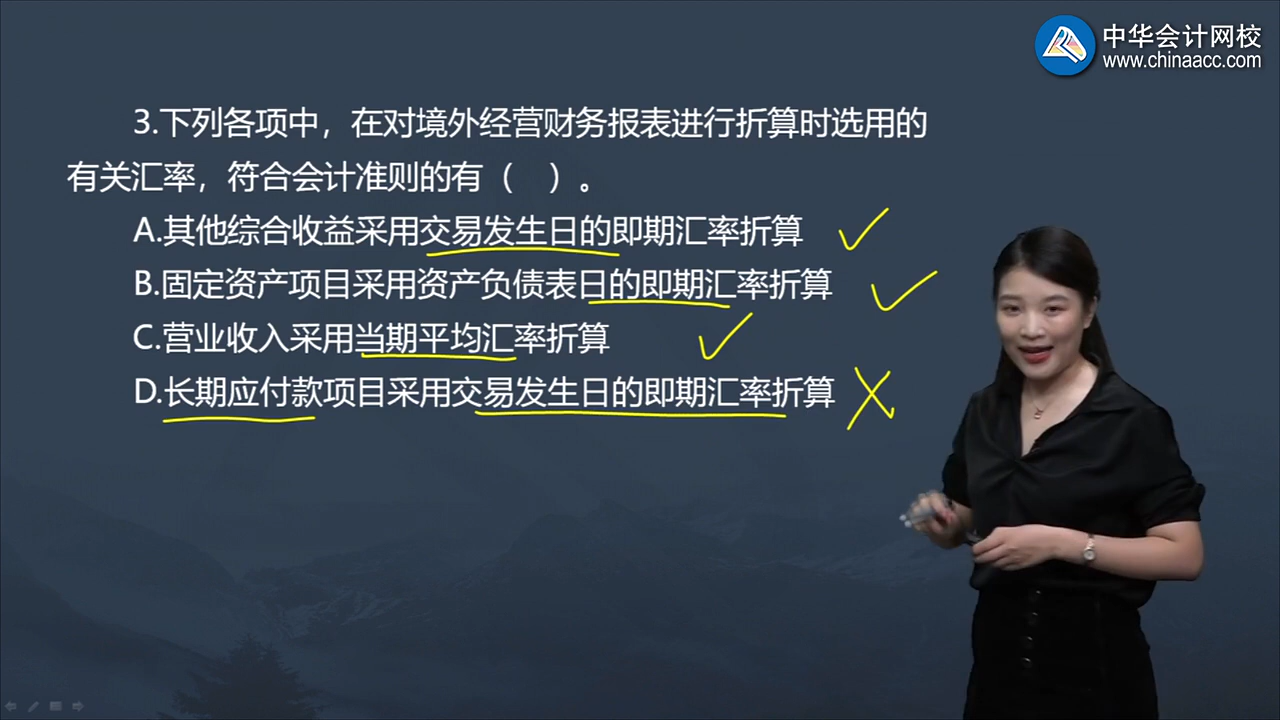 中华会计网校
www.chinaacc.com
3.下列各项中，在对境外经营财务报表进行折算时选用的
有关汇率，符合会计准则的有（ ）。
A.其他综合收益采用交易发生日的即期汇率折算
B.固定资产项目采用资产负债表日的即期汇率折算
C.营业收入采用当期平均汇率折算
D.长期应付款项目采用交易发生日的即期汇率折算